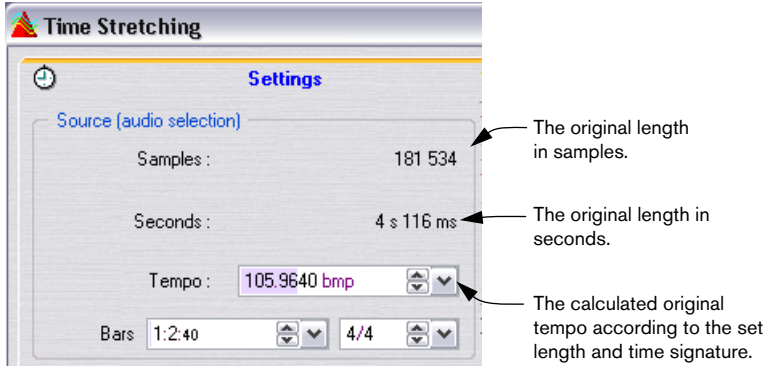 Time Stretching
Settings
Source (audio selection)
Samples : 181 534
Seconds : 4 s 116 ms
Tempo : 105.9640 bmp
Bars 1:2:40 4/4
The original length
in samples.
The original length in
seconds.
The calculated original
tempo according to the set
length and time signature.